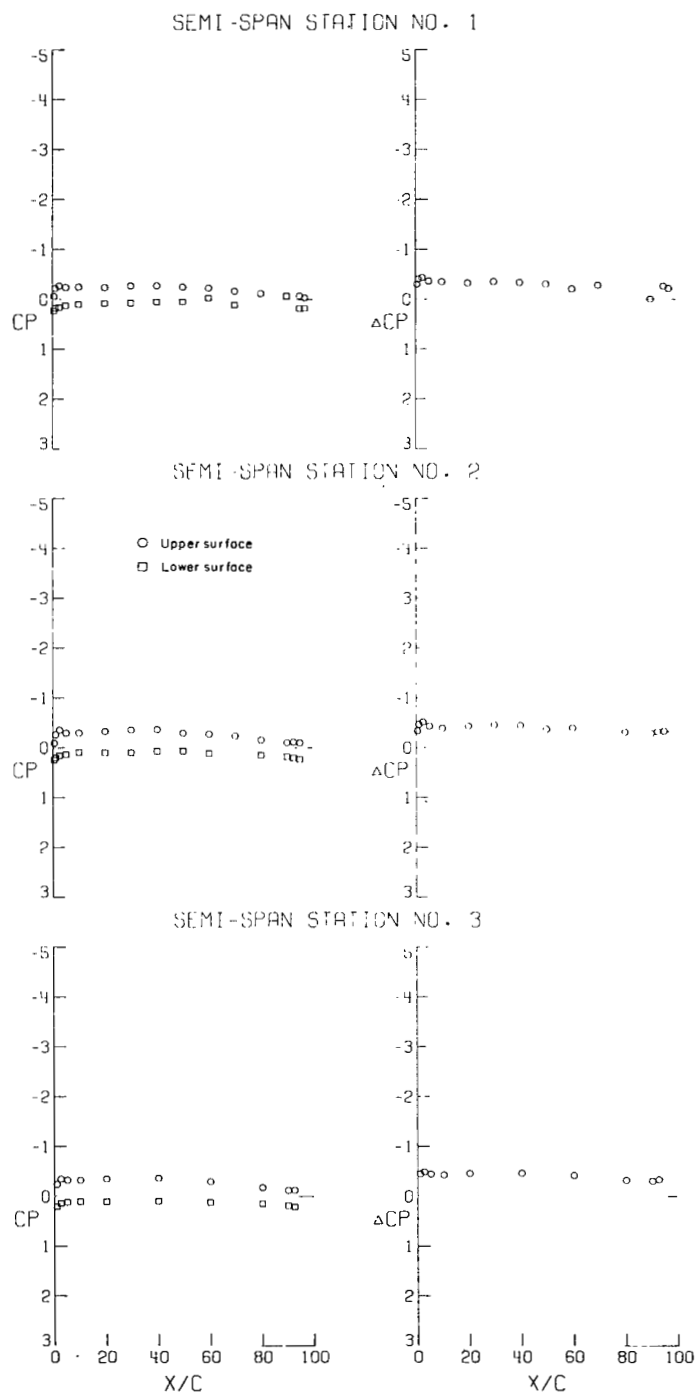 SEMI-SPAN STATION NO. 1
-5 -5
-4 -4
-3 -3
-2 -2
-1 -1
0 0
CP ΔCP
1 1
2 2
3 3
SEMI-SPAN STATION NO. 2
-5 -5
-4 -4
○ Upper surface
□ Lower surface
-3 3
-2 2
-1 -1
0 0
CP ΔCP
1 1
2 2
3 3
SEMI-SPAN STATION NO. 3
-5 5
-4 -4
-3 -3
-2 -2
-1 -1
0 0
CP ΔCP
1 1
2 2
3 3
0 20 40 60 80 100 0 20 40 60 80 100
X/C X/C